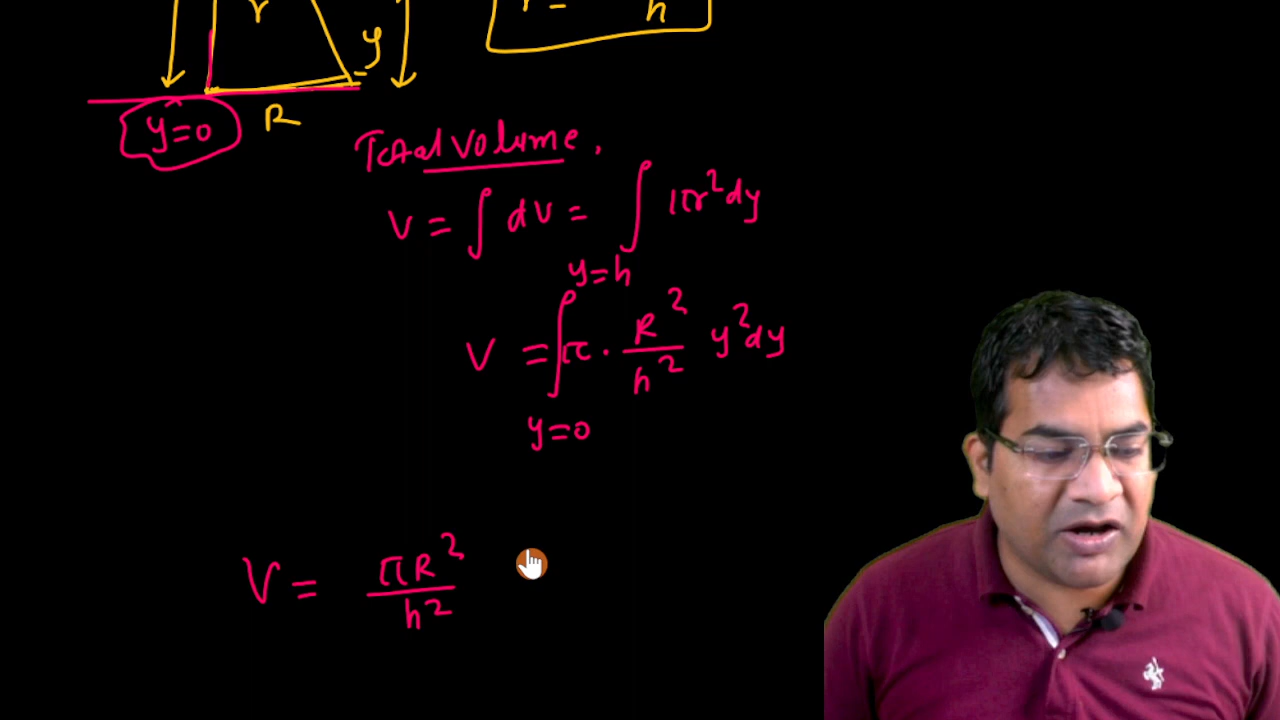 r
y
r = h
y=0
R
Total Volume.
V = ∫ dV = ∫ πr²dy
y=h
V = ∫ π · R²/h² y²dy
y=0
V = πR²/h²